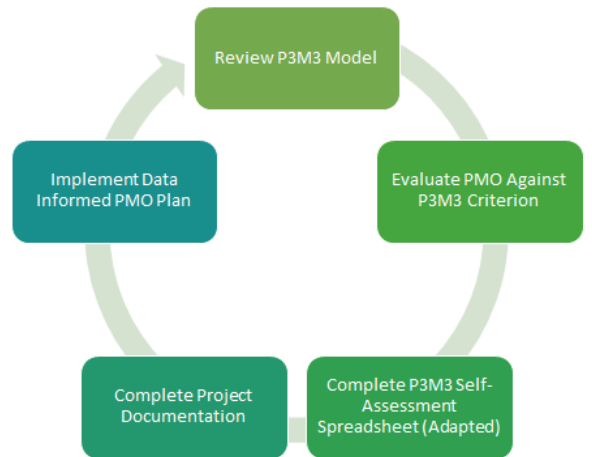 Review P3M3 Model
Evaluate PMO Against
P3M3 Criterion
Complete P3M3 Self-
Assessment
Spreadsheet (Adapted)
Complete Project
Documentation
Implement Data
Informed PMO Plan